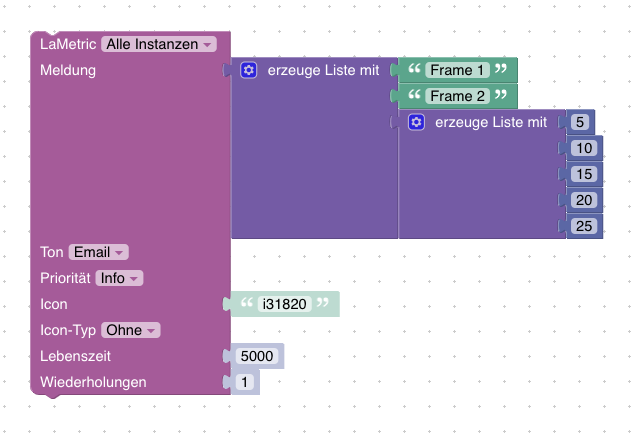 LaMetric Alle Instanzen
Meldung erzeuge Liste mit “ Frame 1 ”
“ Frame 2 ”
erzeuge Liste mit 5
10
15
20
25
Ton Email
Priorität Info
Icon “ i31820 ”
Icon-Typ Ohne
Lebenszeit 5000
Wiederholungen 1